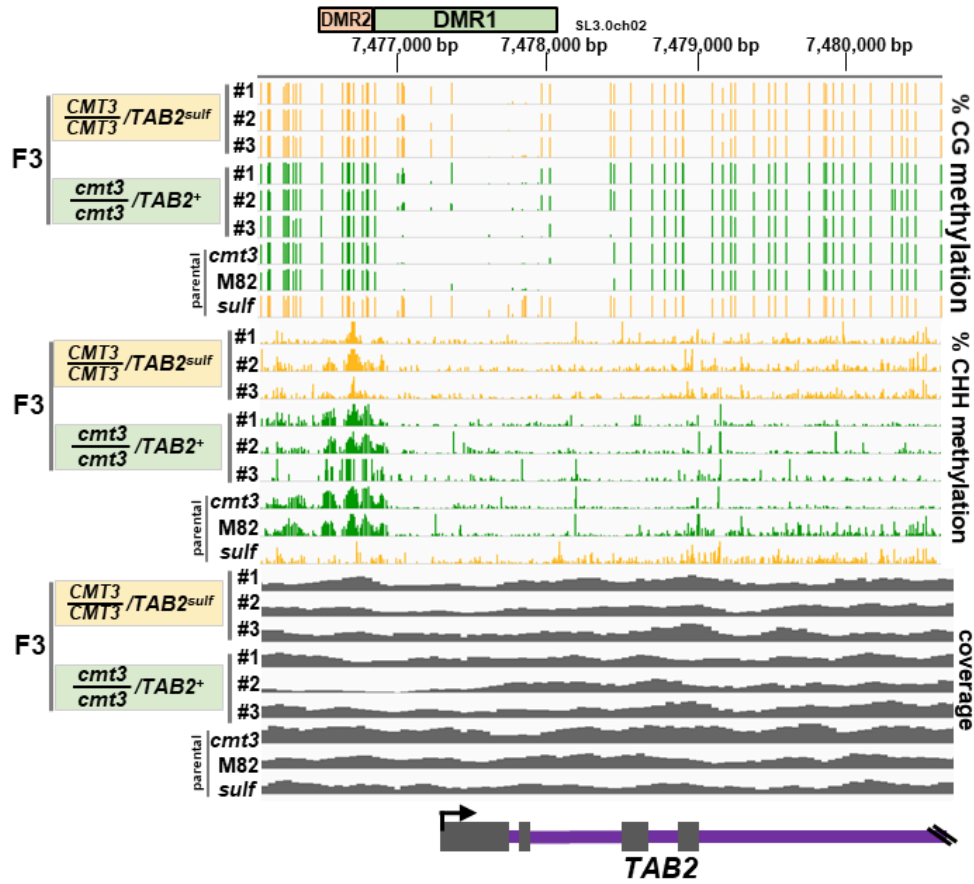 DMR2 DMR1 SL3.0ch02
7,477,000 bp 7,478,000 bp 7,479,000 bp 7,480,000 bp
F3
CMT3
CMT3 /TAB2sulf
#1
#2
#3
cmt3
cmt3 /TAB2+
#1
#2
#3
parental
cmt3
M82
sulf
% CG methylation
F3
CMT3
CMT3 /TAB2sulf
#1
#2
#3
cmt3
cmt3 /TAB2+
#1
#2
#3
parental
cmt3
M82
sulf
% CHH methylation
F3
CMT3
CMT3 /TAB2sulf
#1
#2
#3
cmt3
cmt3 /TAB2+
#1
#2
#3
parental
cmt3
M82
sulf
coverage
TAB2